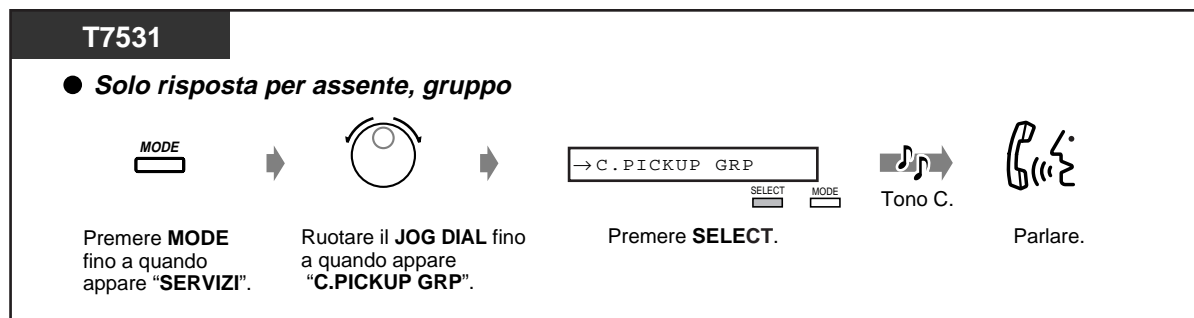 T7531
● Solo risposta per assente, gruppo
MODE
→C.PICKUP GRP
SELECT MODE
Tono C.
Premere MODE
fino a quando
appare “SERVIZI”.
Ruotare il JOG DIAL fino
a quando appare
“C.PICKUP GRP”.
Premere SELECT.
Parlare.